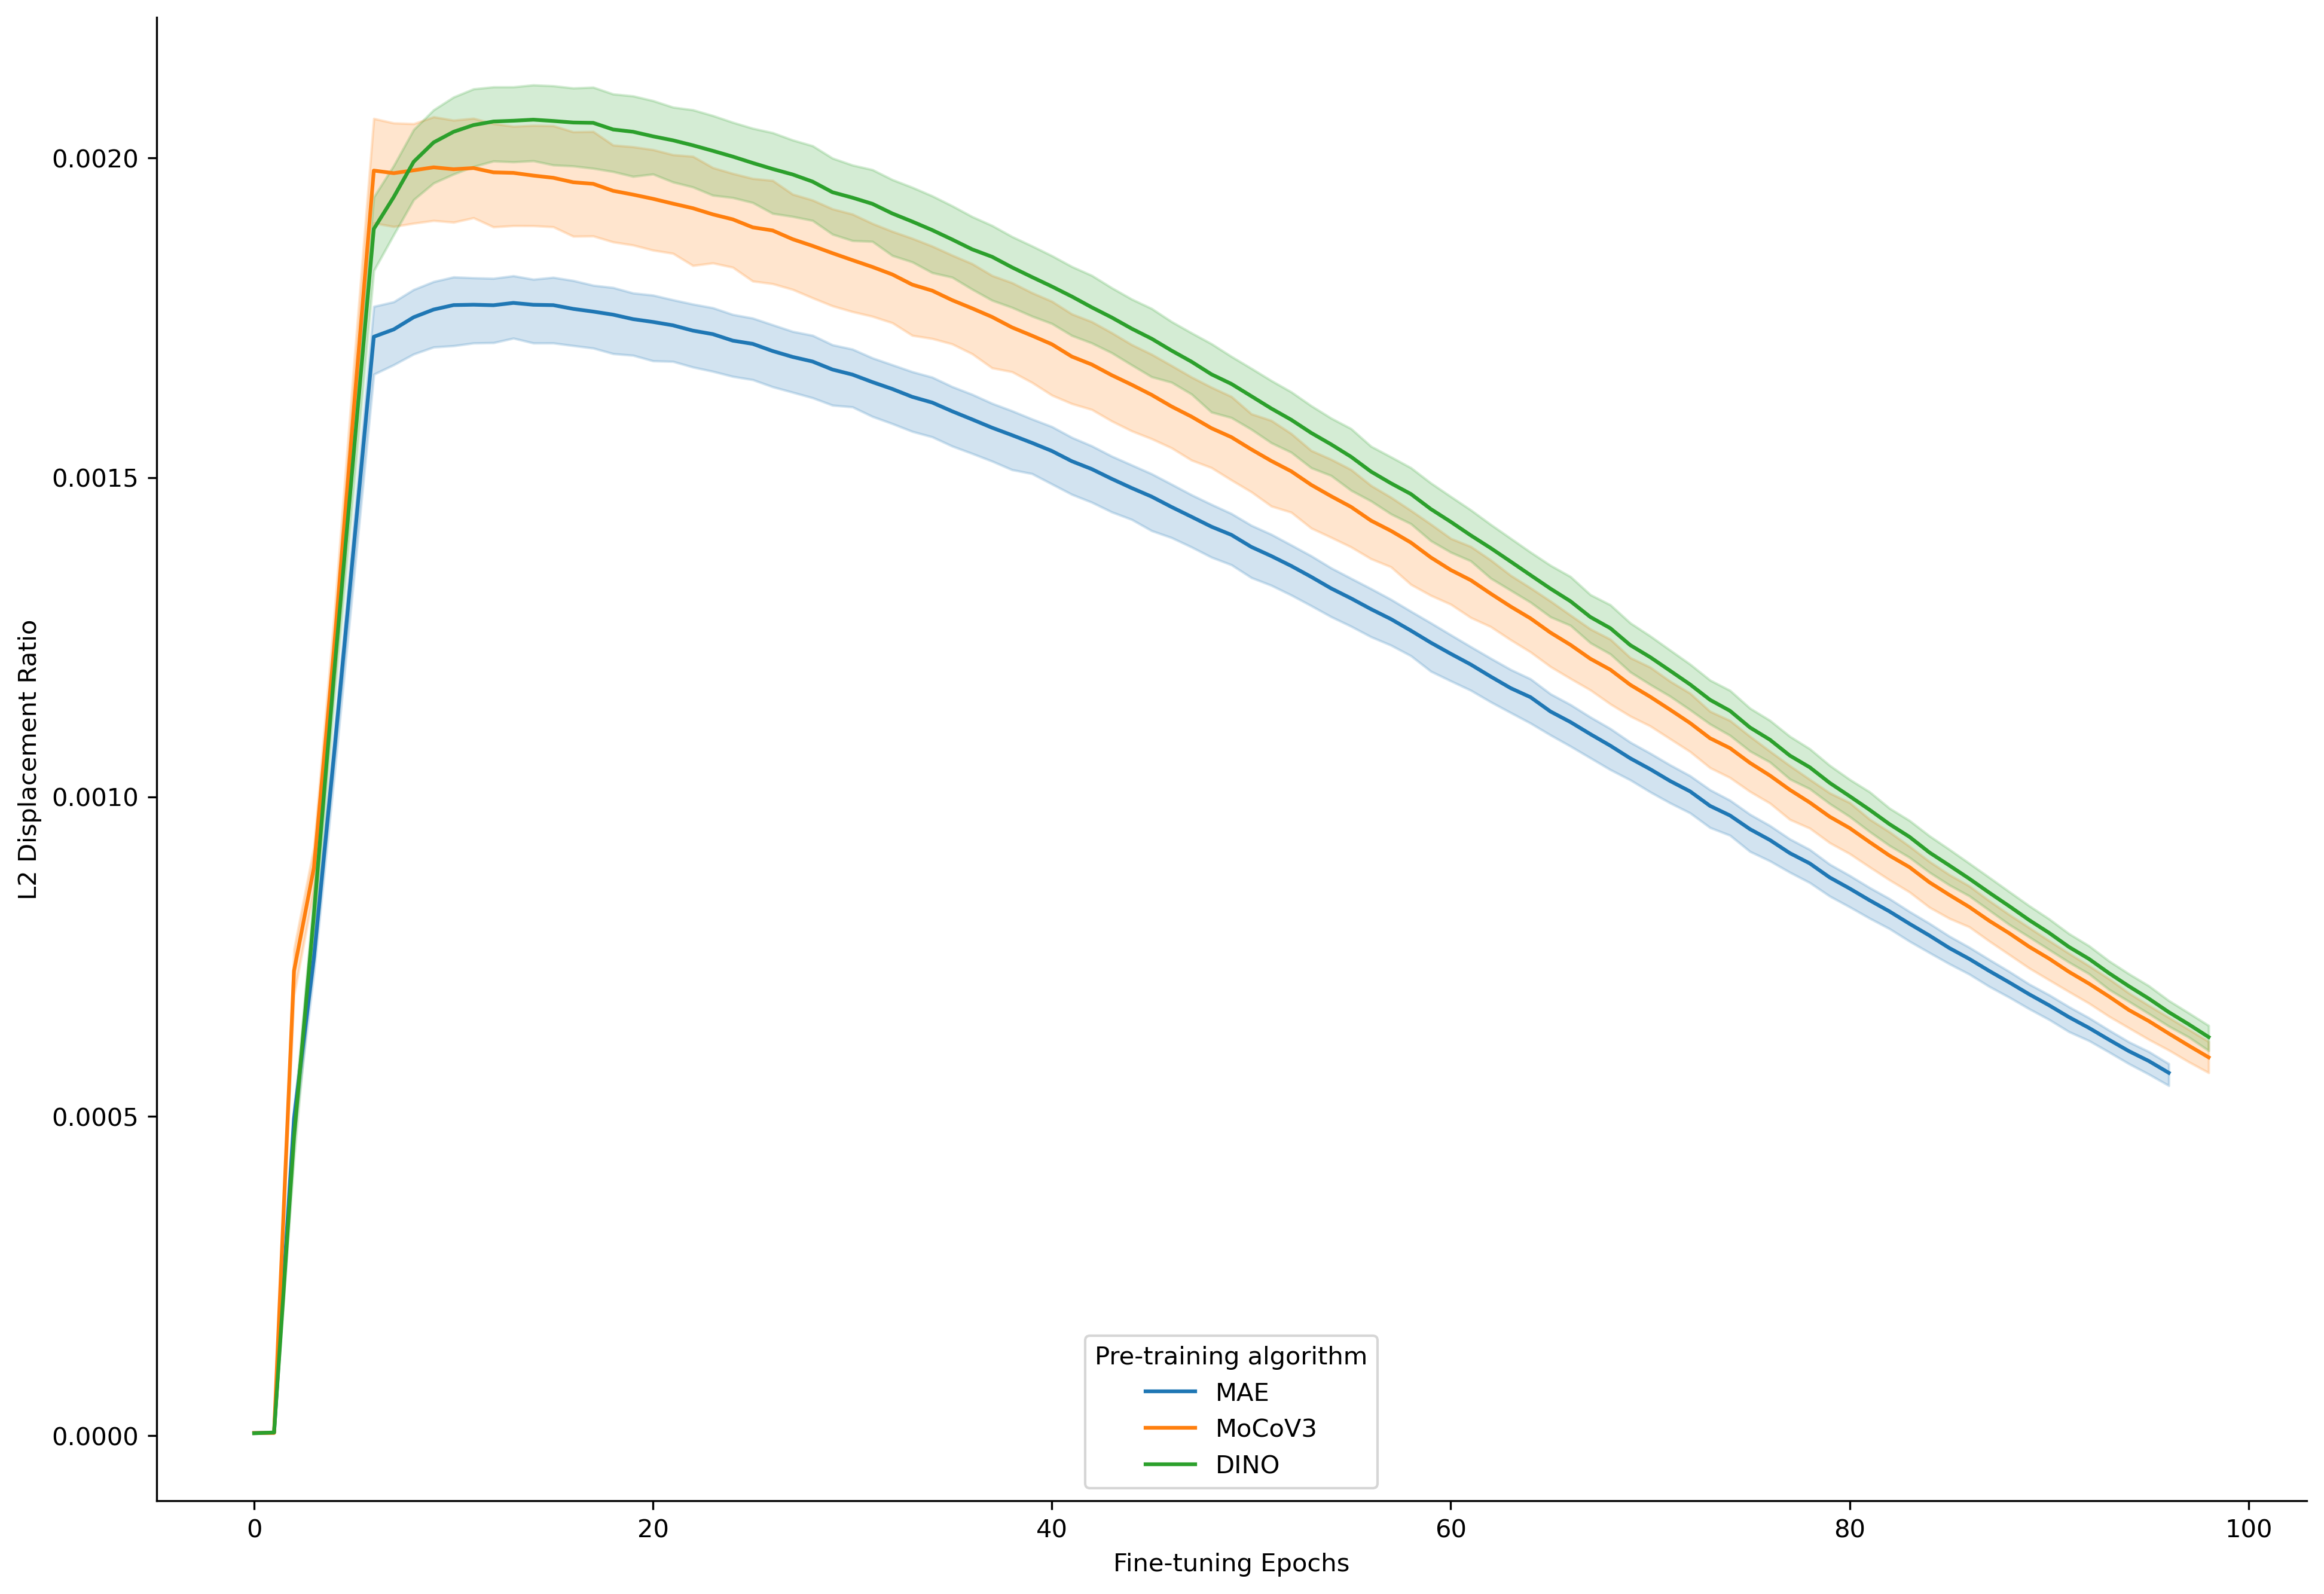 0.0020
0.0015
0.0010
0.0005
0.0000
L2 Displacement Ratio
0 20 40 60 80 100
Fine-tuning Epochs
Pre-training algorithm
MAE
MoCoV3
DINO